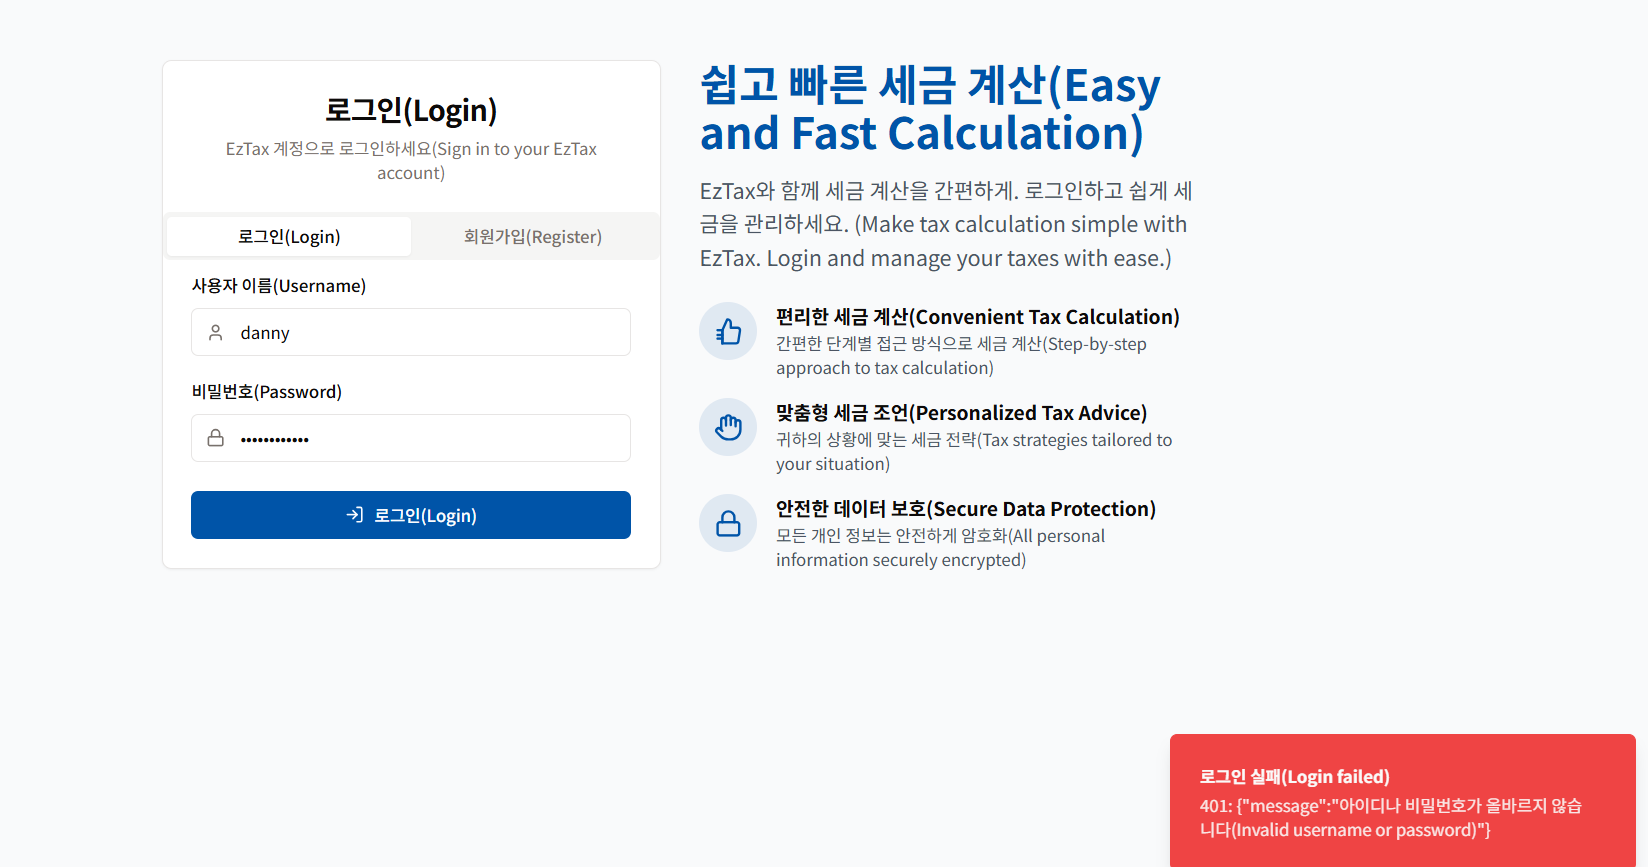 로그인(Login)
EzTax 계정으로 로그인하세요(Sign in to your EzTax
account)
로그인(Login)
회원가입(Register)
사용자 이름(Username)
danny
비밀번호(Password)
••••••••••••
로그인(Login)
쉽고 빠른 세금 계산(Easy
and Fast Calculation)
EzTax와 함께 세금 계산을 간편하게. 로그인하고 쉽게 세
금을 관리하세요. (Make tax calculation simple with
EzTax. Login and manage your taxes with ease.)
편리한 세금 계산(Convenient Tax Calculation)
간편한 단계별 접근 방식으로 세금 계산(Step-by-step
approach to tax calculation)
맞춤형 세금 조언(Personalized Tax Advice)
귀하의 상황에 맞는 세금 전략(Tax strategies tailored to
your situation)
안전한 데이터 보호(Secure Data Protection)
모든 개인 정보는 안전하게 암호화(All personal
information securely encrypted)
로그인 실패(Login failed)
401: {"message":"아이디나 비밀번호가 올바르지 않습
니다(Invalid username or password)"}